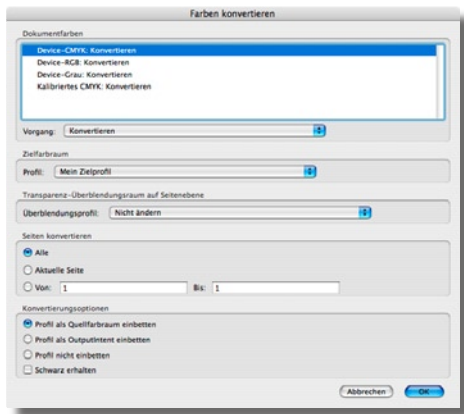 Farben konvertieren
Dokumentfarben
Device-CMYK: Konvertieren
Device-RGB: Konvertieren
Device-Grau: Konvertieren
Kalibriertes CMYK: Konvertieren
Vorgang: Konvertieren
Zielfarbraum
Profil: Mein Zielprofil
Transparenz-Überblendungsraum auf Seitenebene
Überblendungsprofil: Nicht ändern
Seiten konvertieren
Alle
Aktuelle Seite
Von: 1 Bis: 1
Konvertierungsoptionen
Profil als Quellfarbraum einbetten
Profil als OutputIntent einbetten
Profil nicht einbetten
Schwarz erhalten
Abbrechen OK